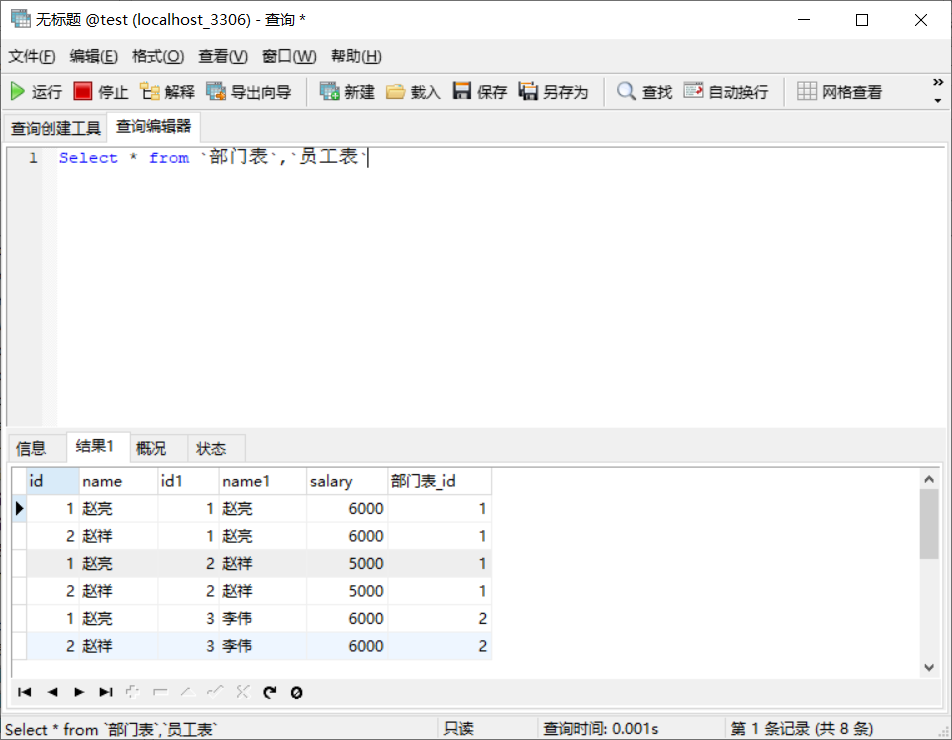 无标题 @test (localhost_3306) - 查询 *
文件(F) 编辑(E) 格式(O) 查看(V) 窗口(W) 帮助(H)
运行 停止 解释 导出向导 新建 载入 保存 另存为 查找 自动换行 网格查看 »
查询创建工具 查询编辑器
1 Select * from `部门表`,`员工表`
信息 结果1 概况 状态
id name id1 name1 salary 部门表_id
1 赵亮 1 赵亮 6000 1
2 赵祥 1 赵亮 6000 1
1 赵亮 2 赵祥 5000 1
2 赵祥 2 赵祥 5000 1
1 赵亮 3 李伟 6000 2
2 赵祥 3 李伟 6000 2
Select * from `部门表`,`员工表` 只读 查询时间: 0.001s 第 1 条记录 (共 8 条)